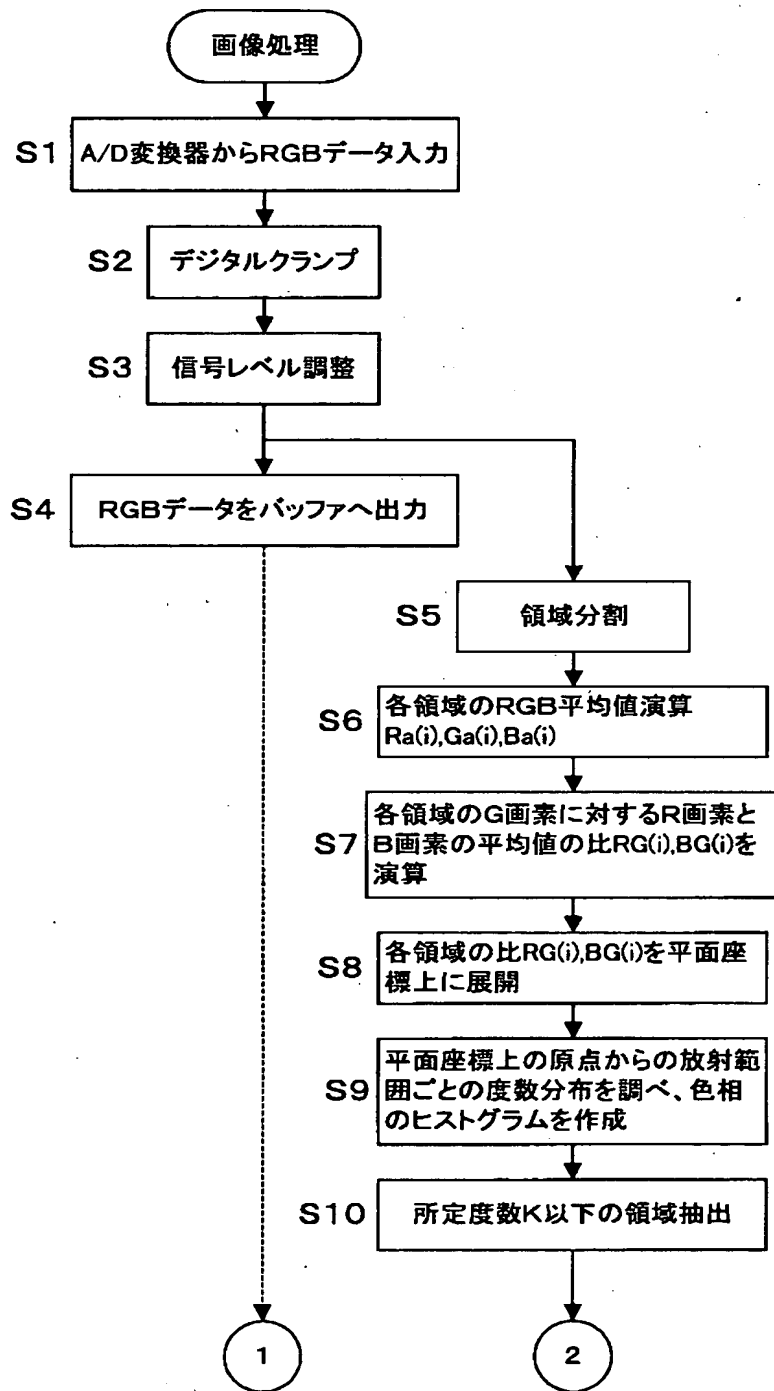 画像処理
S1 A/D変換器からRGBデータ入力
S2 デジタルクランプ
S3 信号レベル調整
S4 RGBデータをバッファへ出力
S5 領域分割
S6 各領域のRGB平均値演算
Ra(i),Ga(i),Ba(i)
S7 各領域のG画素に対するR画素と
B画素の平均値の比RG(i),BG(i)を
演算
S8 各領域の比RG(i),BG(i)を平面座
標上に展開
S9 平面座標上の原点からの放射範
囲ごとの度数分布を調べ、色相
のヒストグラムを作成
S10 所定度数K以下の領域抽出
1 2